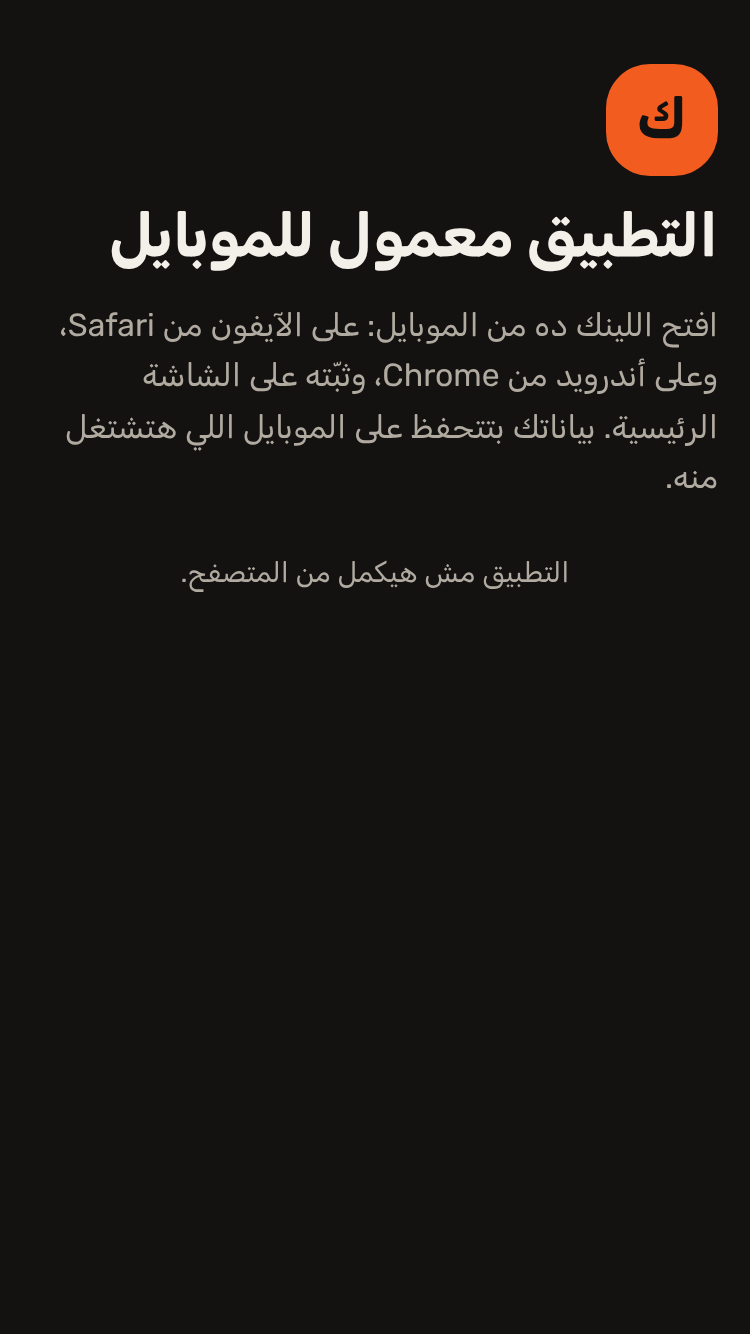 ك
التطبيق معمول للموبايل
افتح اللينك ده من الموبايل: على الآيفون من Safari،
وعلى أندرويد من Chrome، وثبّته على الشاشة
الرئيسية. بياناتك بتتحفظ على الموبايل اللي هتشتغل
منه.
التطبيق مش هيكمل من المتصفح.